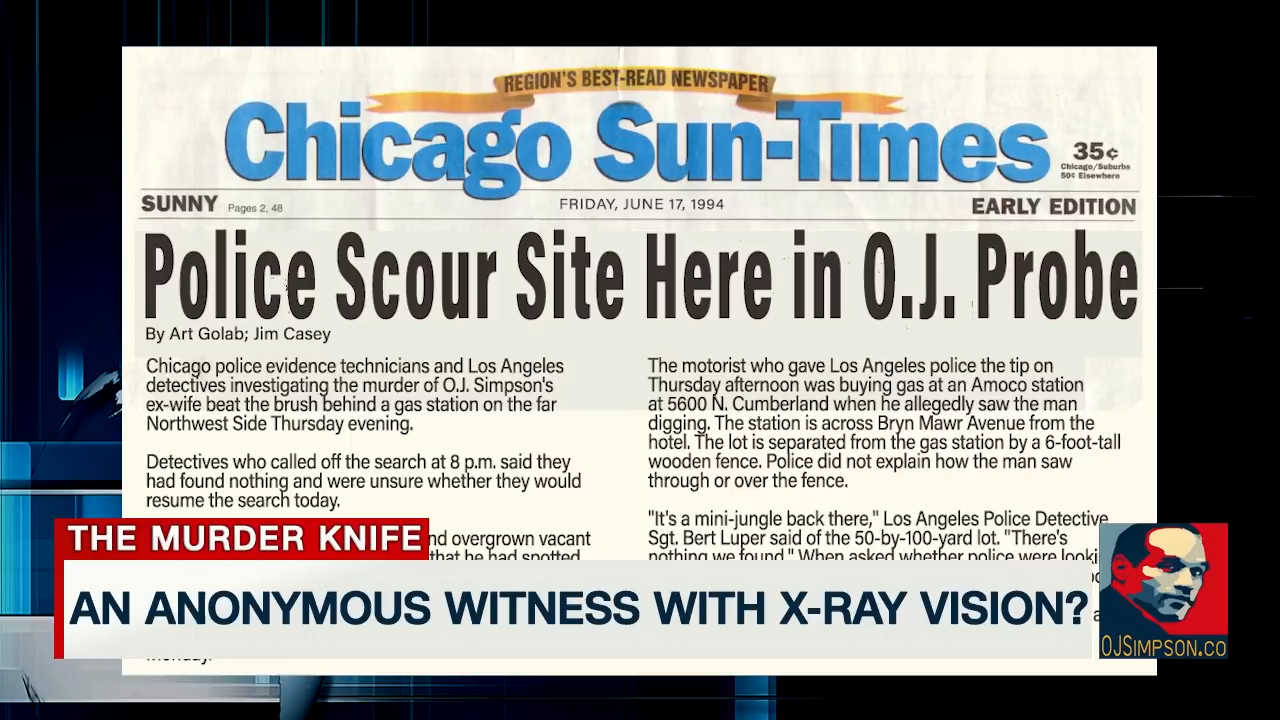 REGION'S BEST-READ NEWSPAPER
Chicago Sun-Times
35¢
Chicago/Suburbs
50¢ Elsewhere
SUNNY Pages 2, 48
FRIDAY, JUNE 17, 1994
EARLY EDITION
Police Scour Site Here in O.J. Probe
By Art Golab; Jim Casey
Chicago police evidence technicians and Los Angeles
detectives investigating the murder of O.J. Simpson's
ex-wife beat the brush behind a gas station on the far
Northwest Side Thursday evening.
Detectives who called off the search at 8 p.m. said they
had found nothing and were unsure whether they would
resume the search today.
overgrown vacant
that he had spotted
The motorist who gave Los Angeles police the tip on
Thursday afternoon was buying gas at an Amoco station
at 5600 N. Cumberland when he allegedly saw the man
digging. The station is across Bryn Mawr Avenue from the
hotel. The lot is separated from the gas station by a 6-foot-tall
wooden fence. Police did not explain how the man saw
through or over the fence.
"It's a mini-jungle back there," Los Angeles Police Detective
Sgt. Bert Luper said of the 50-by-100-yard lot. "There's
nothing we found." When asked whether police were
THE MURDER KNIFE
AN ANONYMOUS WITNESS WITH X-RAY VISION?
OJSIMPSON.CO